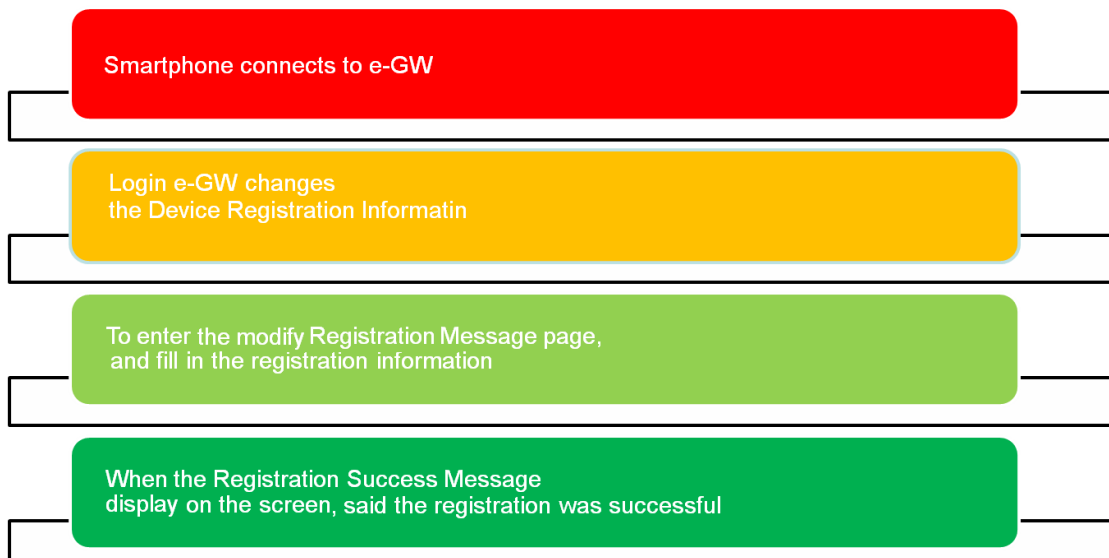 Smartphone connects to e-GW
Login e-GW changes
the Device Registration Informatin
To enter the modify Registration Message page,
and fill in the registration information
When the Registration Success Message
display on the screen, said the registration was successful